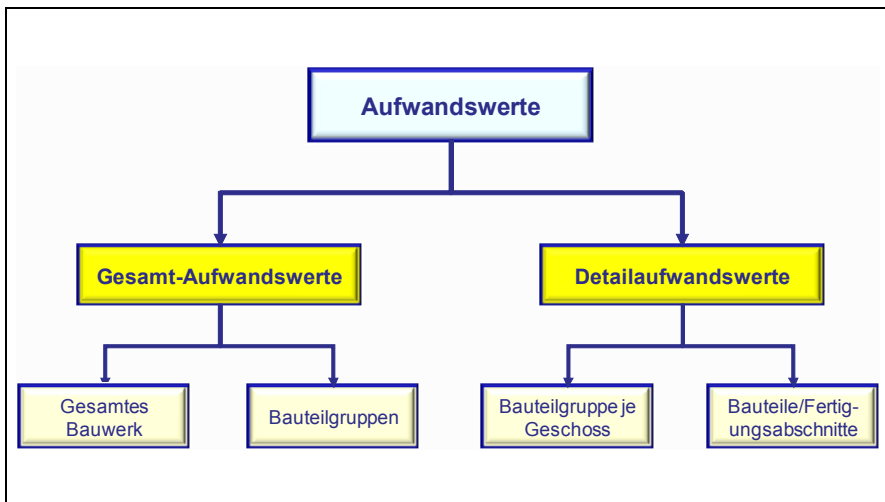 Aufwandswerte
Gesamt-Aufwandswerte
Detailaufwandswerte
Gesamtes
Bauwerk
Bauteilgruppen
Bauteilgruppe je
Geschoss
Bauteile/Fertig-
ungsabschnitte